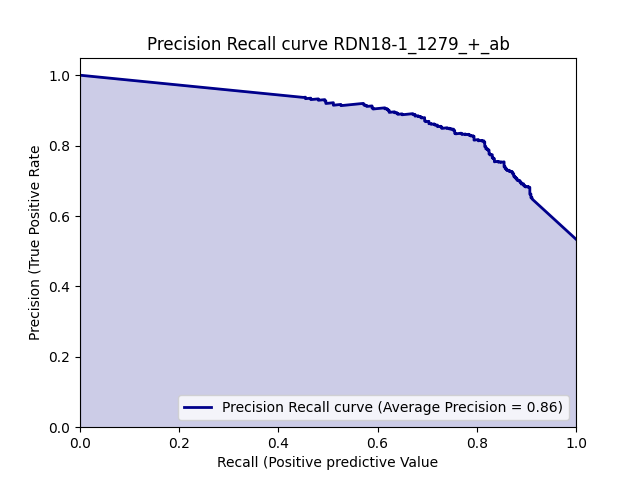 Precision Recall curve RDN18-1_1279_+_ab
1.0
0.8
0.6
0.4
0.2
0.0
Precision (True Positive Rate
Precision Recall curve (Average Precision = 0.86)
0.0 0.2 0.4 0.6 0.8 1.0
Recall (Positive predictive Value